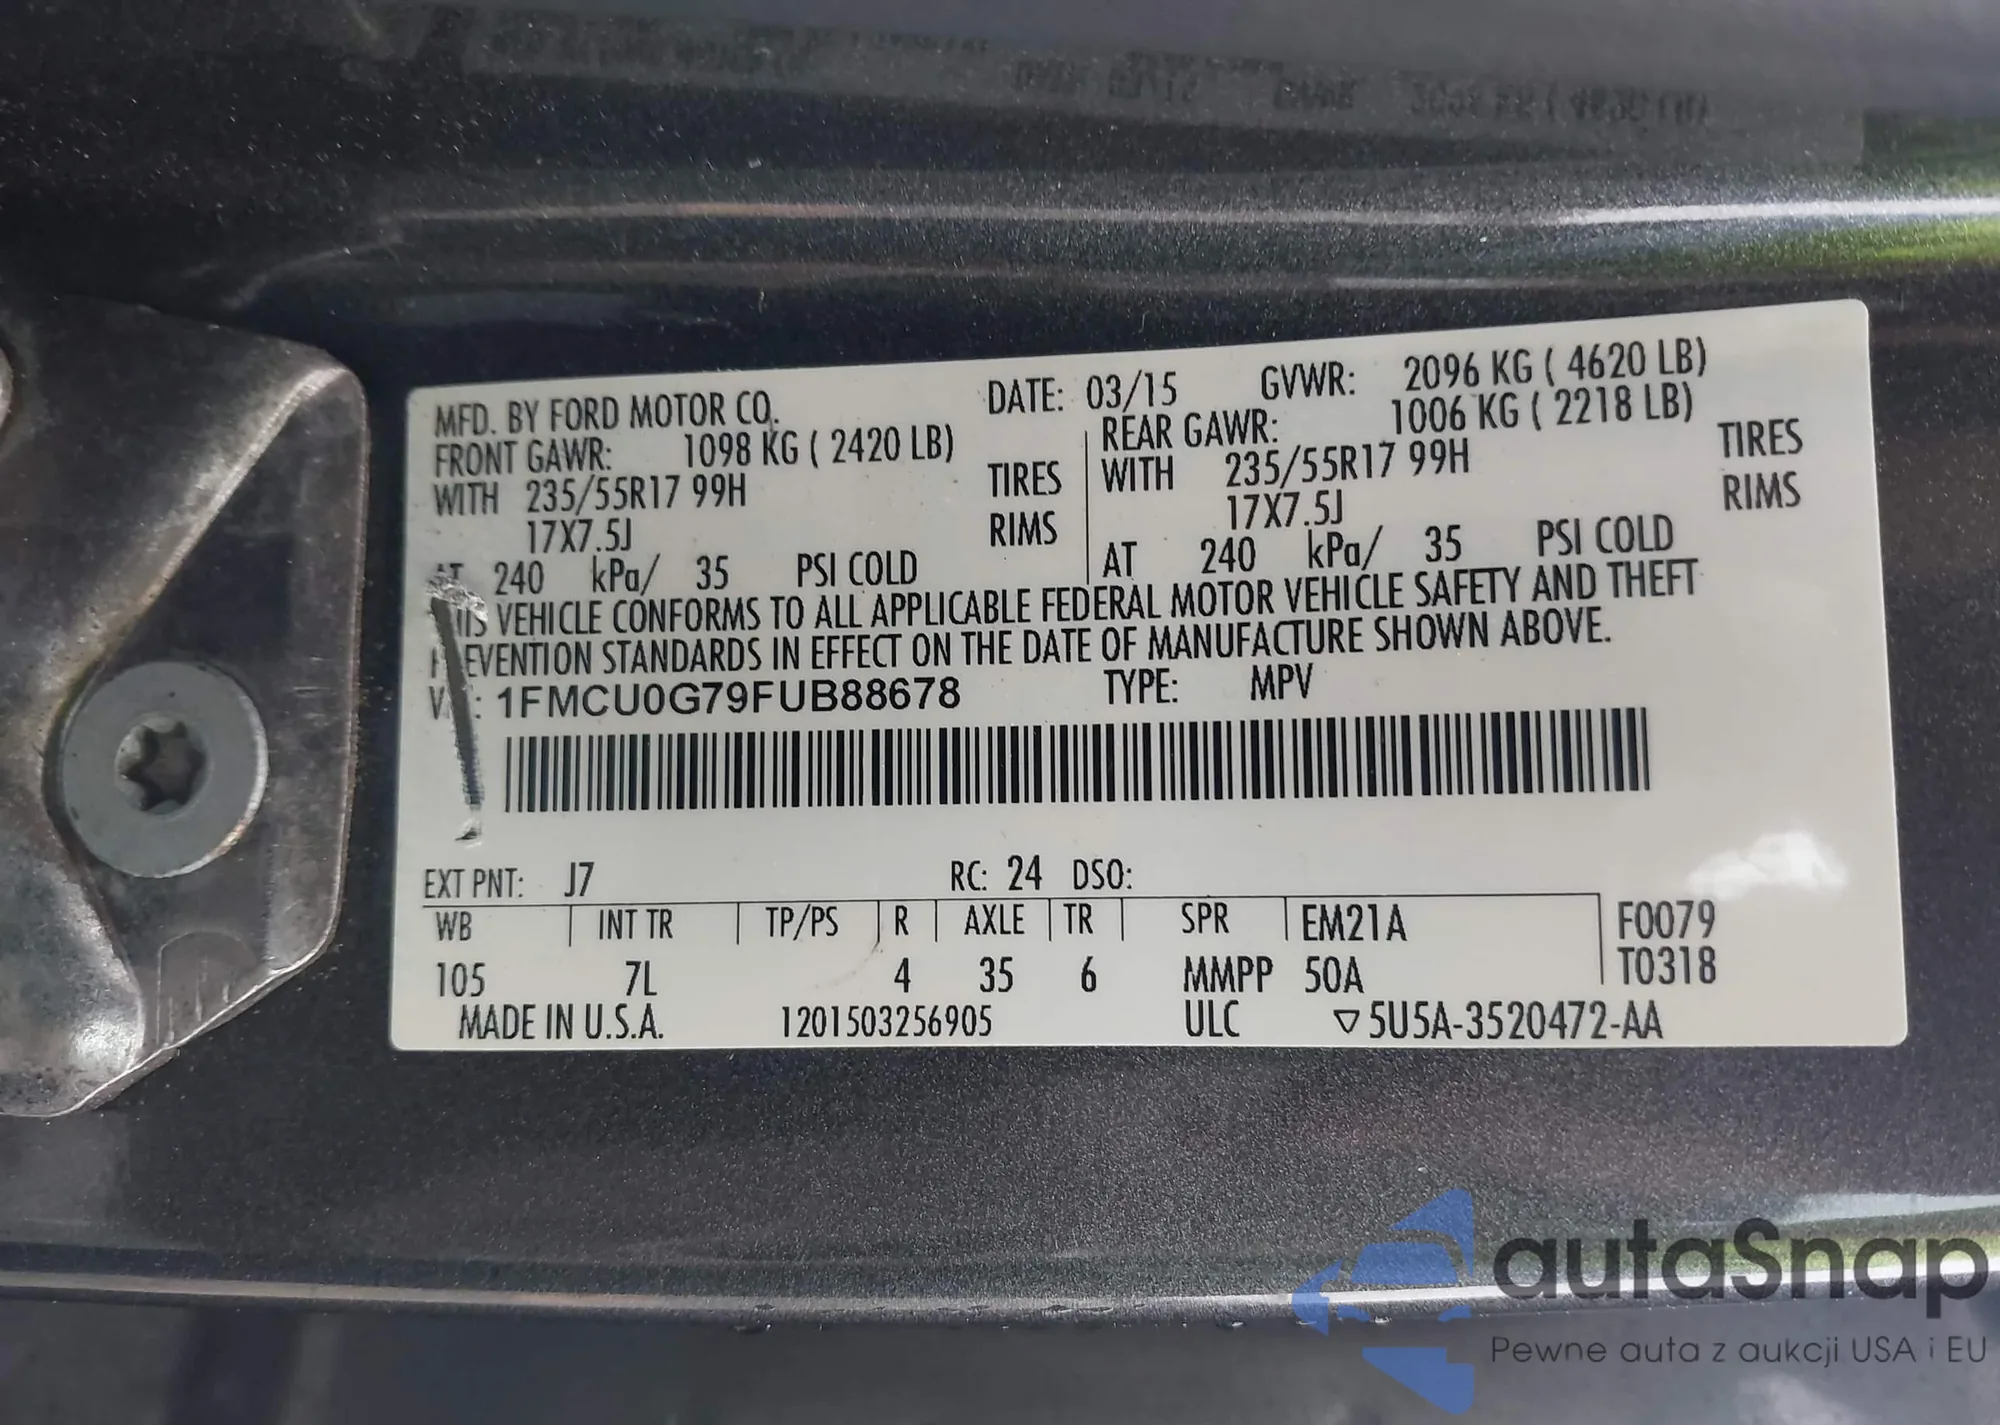 MFD. BY FORD MOTOR CO. DATE: 03/15 GVWR: 2096 KG ( 4620 LB)
FRONT GAWR: 1098 KG ( 2420 LB) REAR GAWR: 1006 KG ( 2218 LB)
WITH 235/55R17 99H TIRES WITH 235/55R17 99H TIRES
17X7.5J RIMS 17X7.5J RIMS
AT 240 kPa/ 35 PSI COLD AT 240 kPa/ 35 PSI COLD
VEHICLE CONFORMS TO ALL APPLICABLE FEDERAL MOTOR VEHICLE SAFETY AND THEFT
STANDARDS IN EFFECT ON THE DATE OF MANUFACTURE SHOWN ABOVE.
1FMCU0G79FUB88678 TYPE: MPV
EXT PNT: J7 RC: 24 DSO:
WB INT TR TP/PS R AXLE TR SPR EM21A F0079
105 7L 4 35 6 MMPP 50A T0318
MADE IN U.S.A. 1201503256905 ULC ▽5U5A-3520472-AA
autaSnap
Pewne auta z aukcji USA i EU